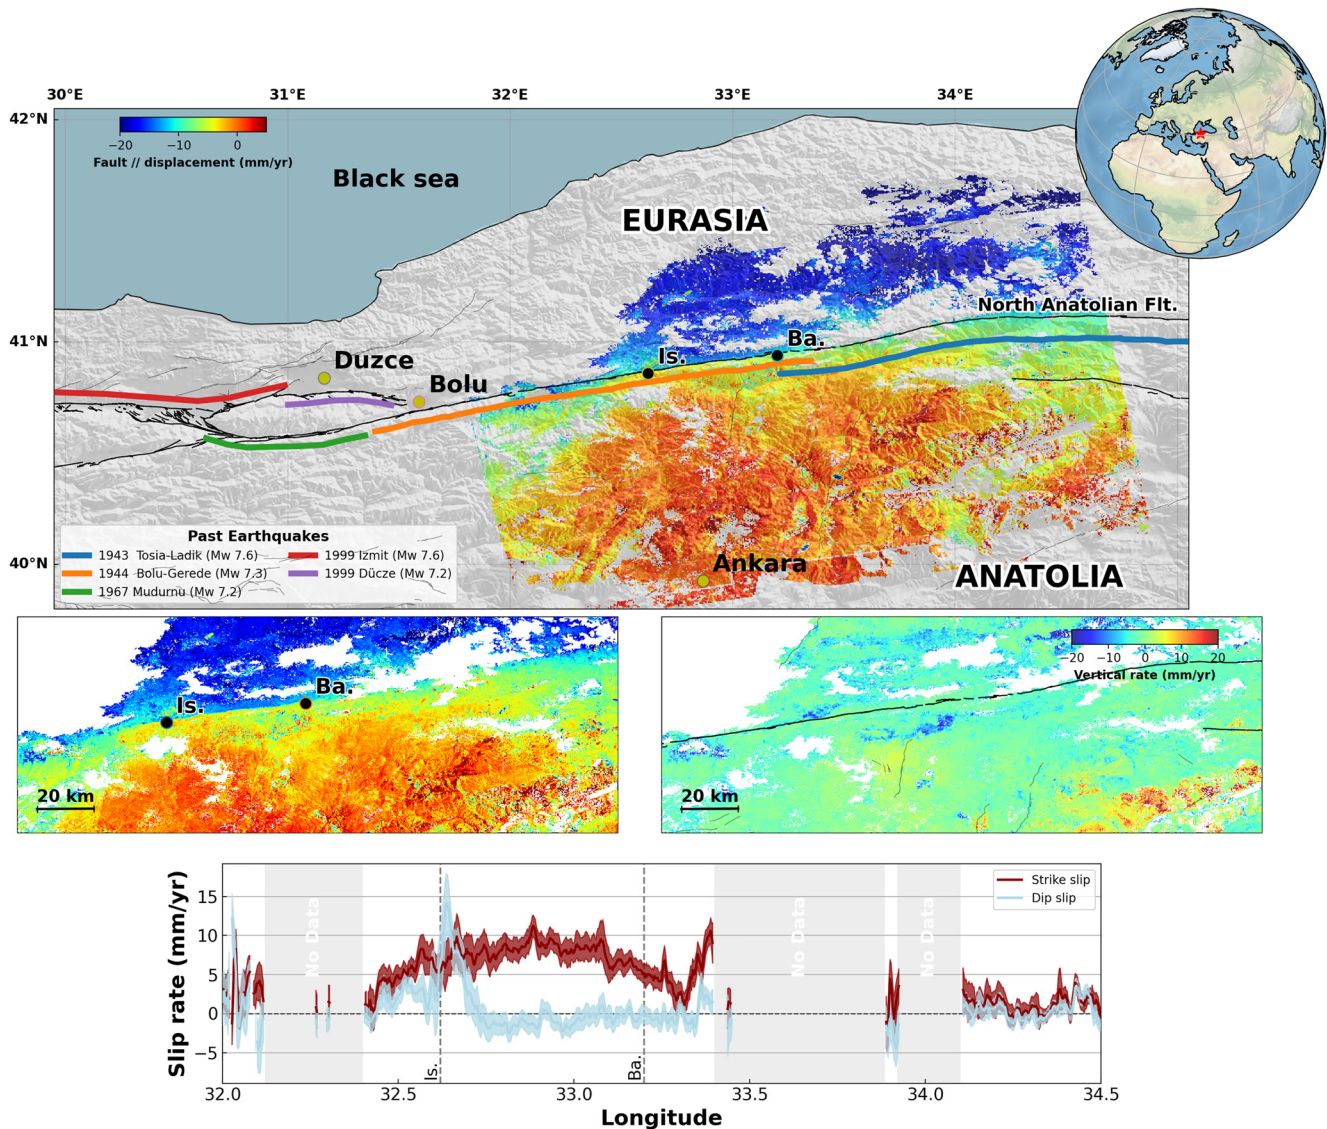 30°E 31°E 32°E 33°E 34°E
42°N
−20 −10 0
Fault // displacement (mm/yr)
Black sea
EURASIA
North Anatolian Flt.
41°N
Ba.
Is.
Duzce
Bolu
Past Earthquakes
1943 Tosia-Ladik (Mw 7.6) 1999 Izmit (Mw 7.6)
1944 Bolu-Gerede (Mw 7.3) 1999 Dücze (Mw 7.2)
1967 Mudurnu (Mw 7.2)
40°N
Ankara
ANATOLIA
Ba.
Is.
20 km
−20 −10 0 10 20
Vertical rate (mm/yr)
20 km
Slip rate (mm/yr)
15
10
5
0
−5
No Data
No Data
No Data
Strike slip
Dip slip
Is.
Ba.
32.0 32.5 33.0 33.5 34.0 34.5
Longitude